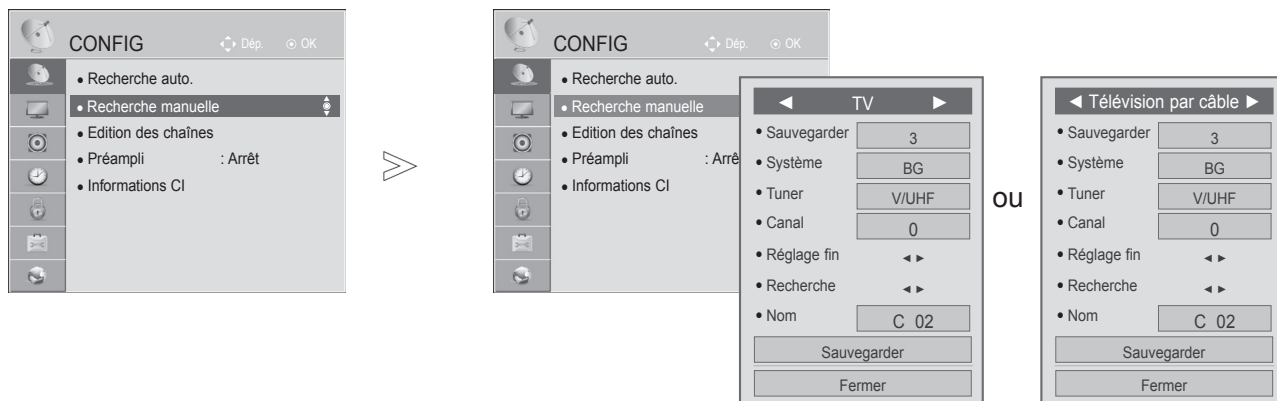 CONFIG
Dép.
OK
• Recherche auto.
• Recherche manuelle
• Edition des chaînes
• Préampli : Arrêt
• Informations CI
CONFIG
Dép.
OK
• Recherche auto.
• Recherche manuelle
• Edition des chaînes
• Préampli : Arrê
• Informations CI
◄ TV ►
• Sauvegarder 3
• Système BG
• Tuner V/UHF
• Canal 0
• Réglage fin ◄ ►
• Recherche ◄ ►
• Nom C 02
Sauvegarder
Fermer
ou
◄ Télévision par câble ►
• Sauvegarder 3
• Système BG
• Tuner V/UHF
• Canal 0
• Réglage fin ◄ ►
• Recherche ◄ ►
• Nom C 02
Sauvegarder
Fermer